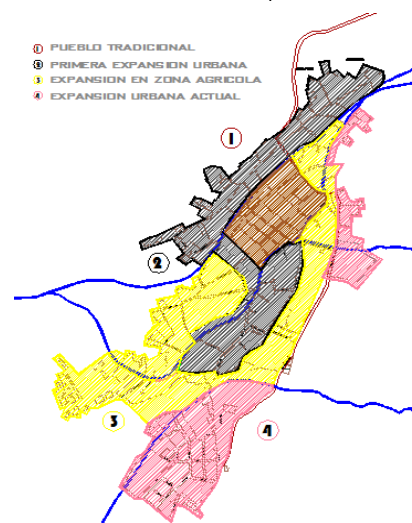 1 PUEBLO TRADICIONAL
2 PRIMERA EXPANSION URBANA
3 EXPANSION EN ZONA AGRICOLA
4 EXPANSION URBANA ACTUAL
1
2
3
4